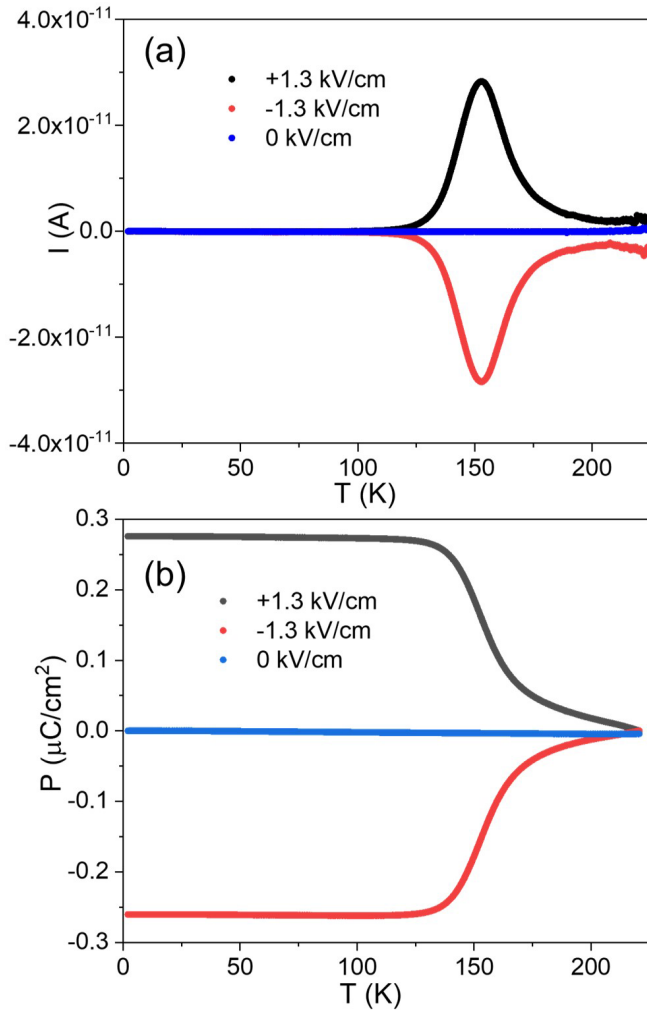 (a)
+1.3 kV/cm
-1.3 kV/cm
0 kV/cm
4.0x10⁻¹¹
2.0x10⁻¹¹
0.0
-2.0x10⁻¹¹
-4.0x10⁻¹¹
I (A)
0 50 100 150 200
T (K)
(b)
+1.3 kV/cm
-1.3 kV/cm
0 kV/cm
0.3
0.2
0.1
0.0
-0.1
-0.2
-0.3
P (μC/cm²)
0 50 100 150 200
T (K)